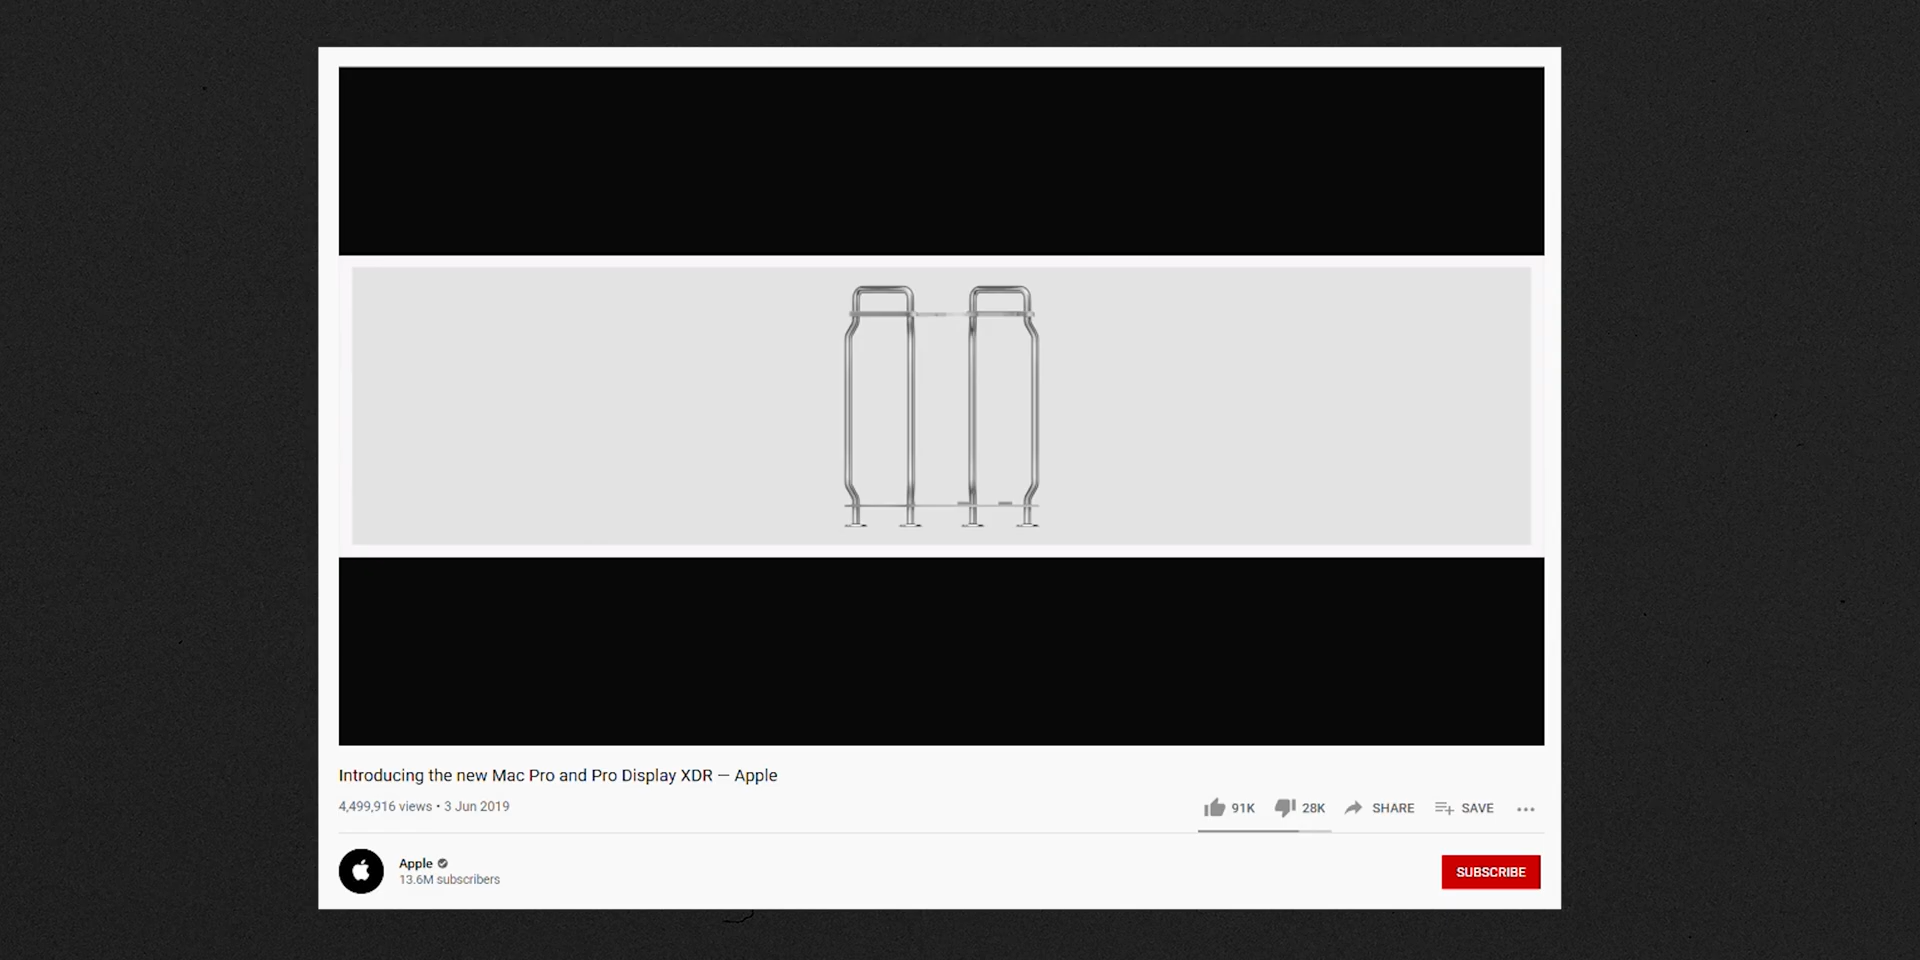 Introducing the new Mac Pro and Pro Display XDR — Apple
4,499,916 views • 3 Jun 2019
91K 28K SHARE SAVE
Apple
13.6M subscribers
SUBSCRIBE